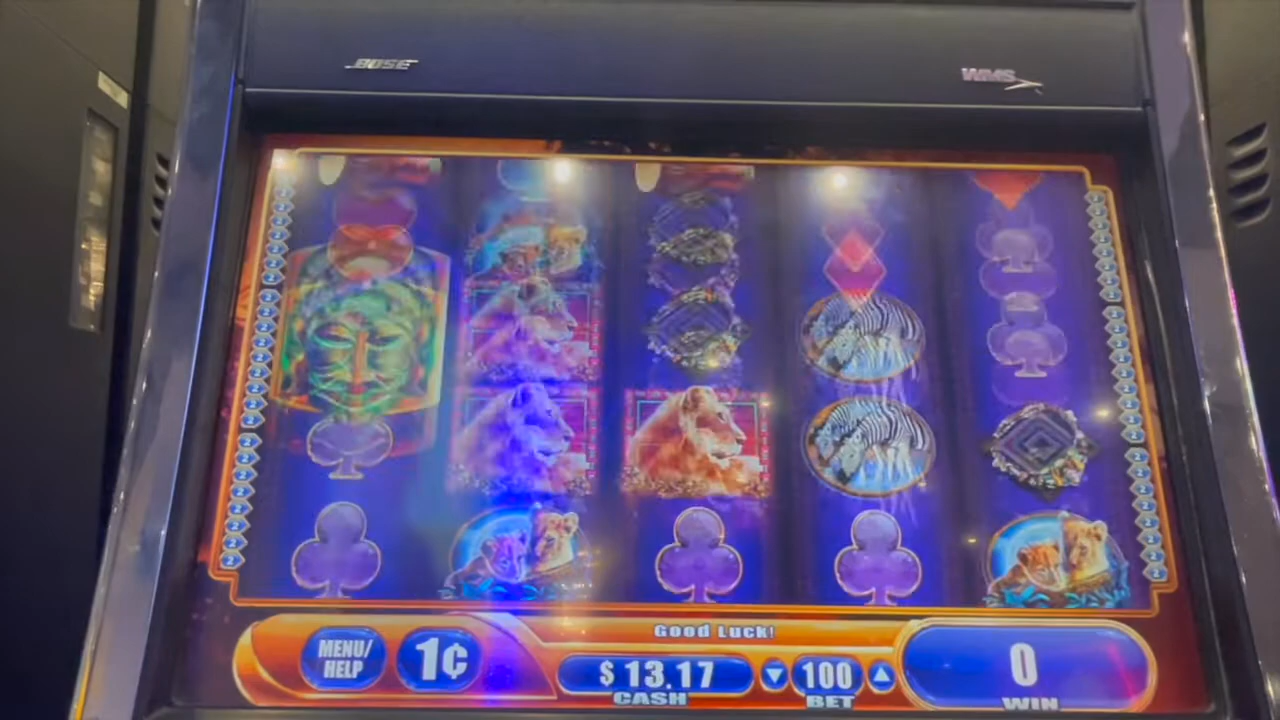 BOSE
WMS
Good Luck!
MENU/
HELP
1¢
$13.17
CASH
100
BET
0
WIN